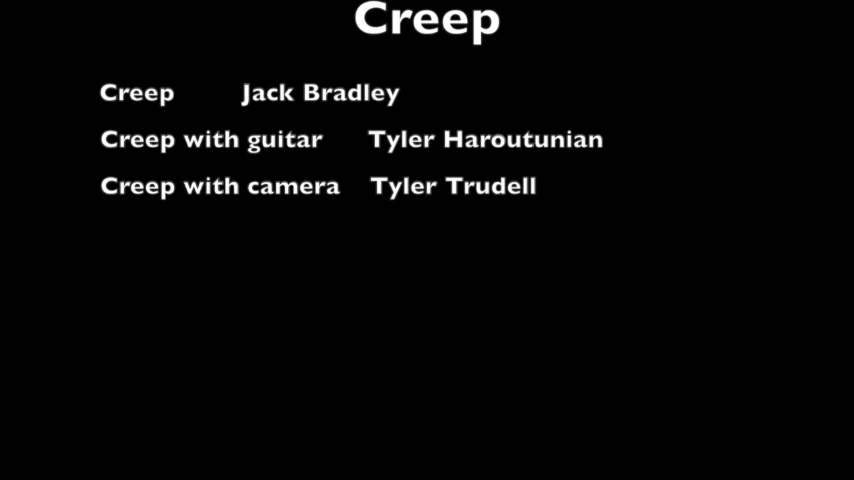 Creep
Creep Jack Bradley
Creep with guitar Tyler Haroutunian
Creep with camera Tyler Trudell